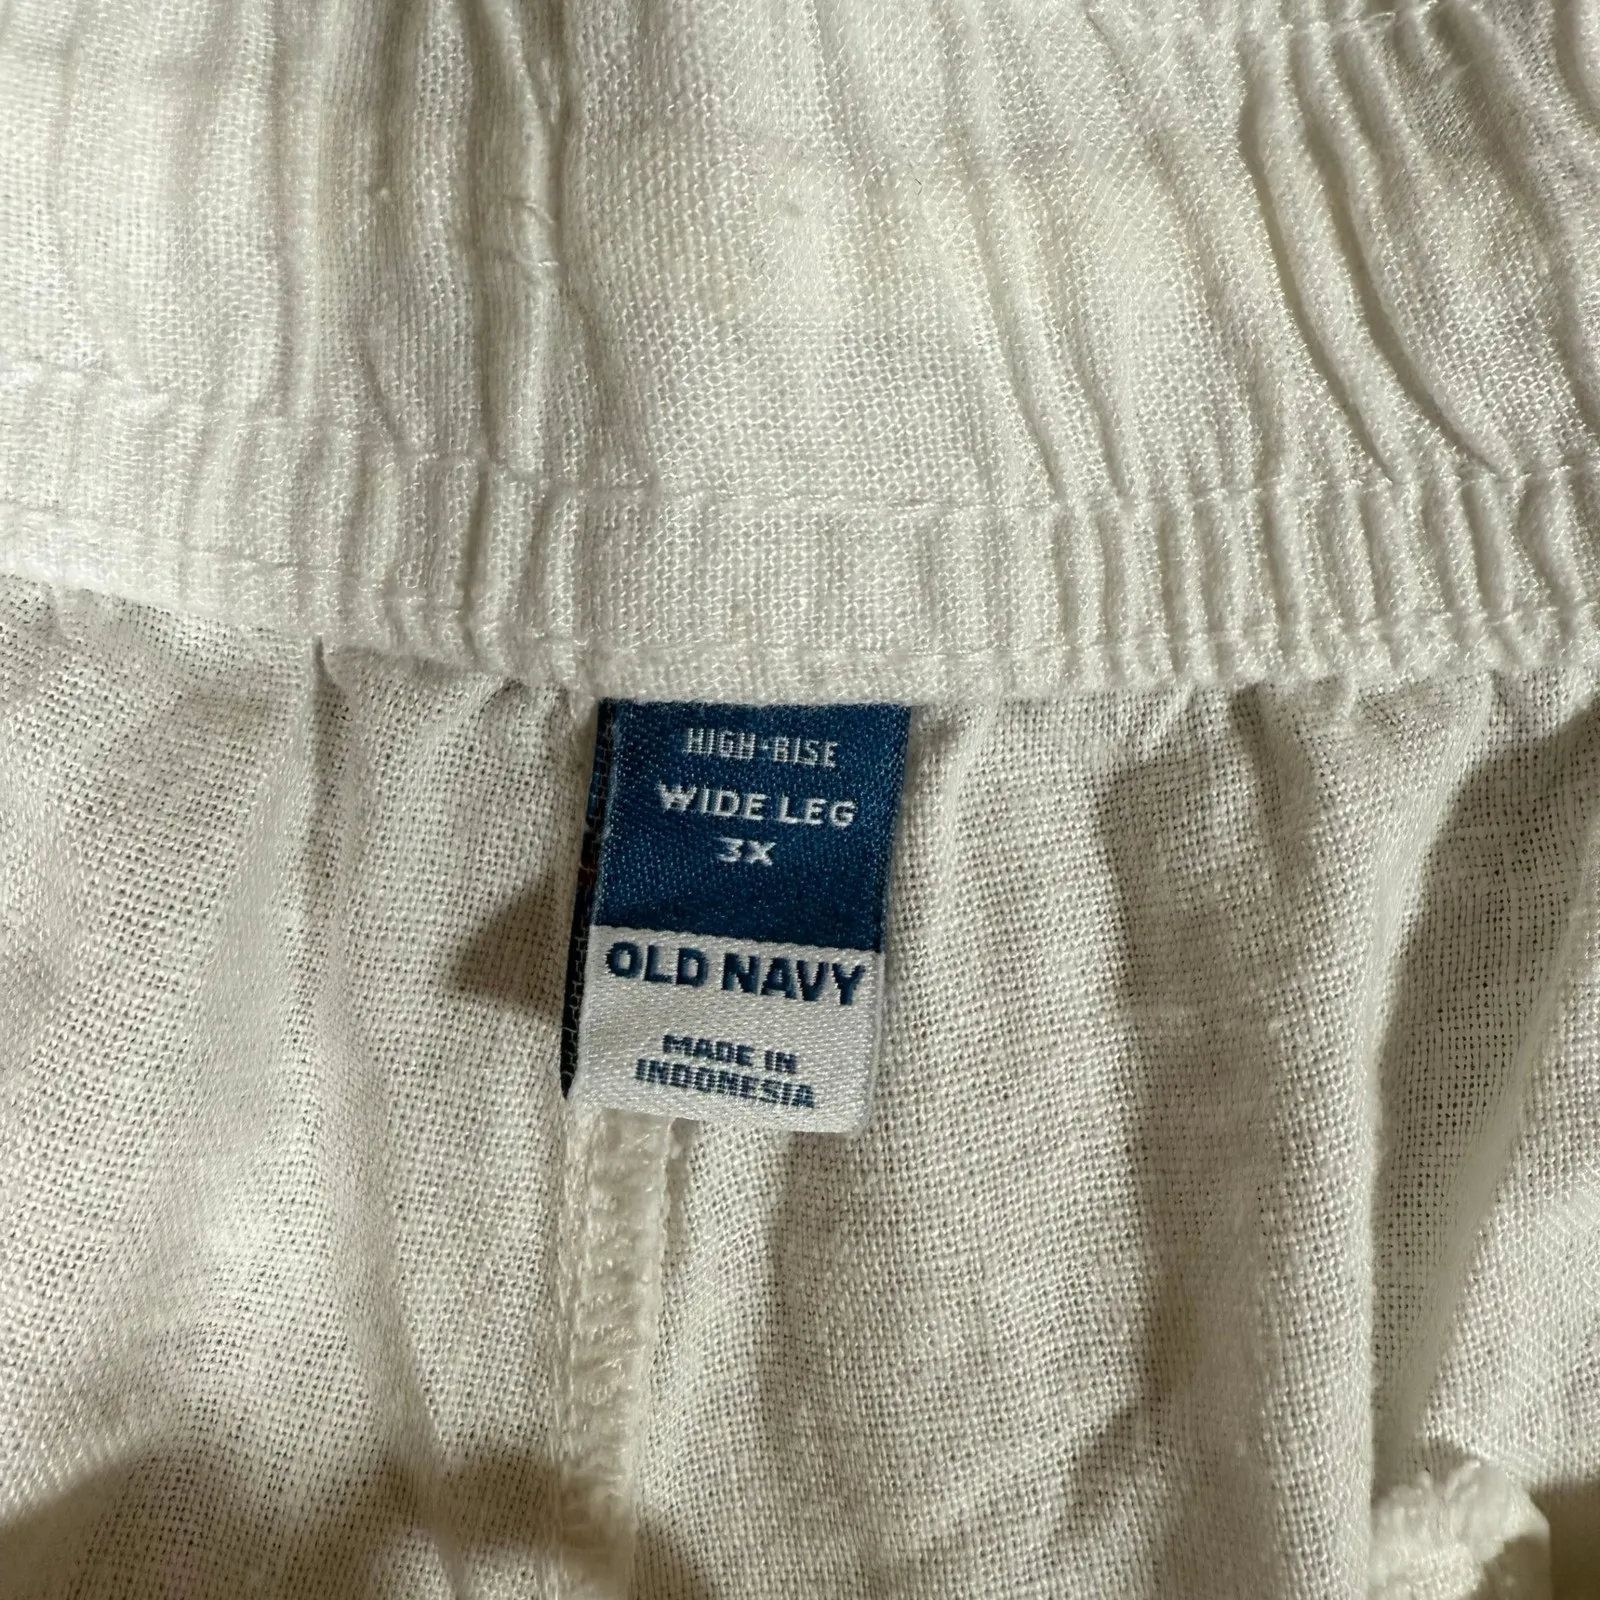 HIGH-RISE
WIDE LEG
3X
OLD NAVY
MADE IN
INDONESIA